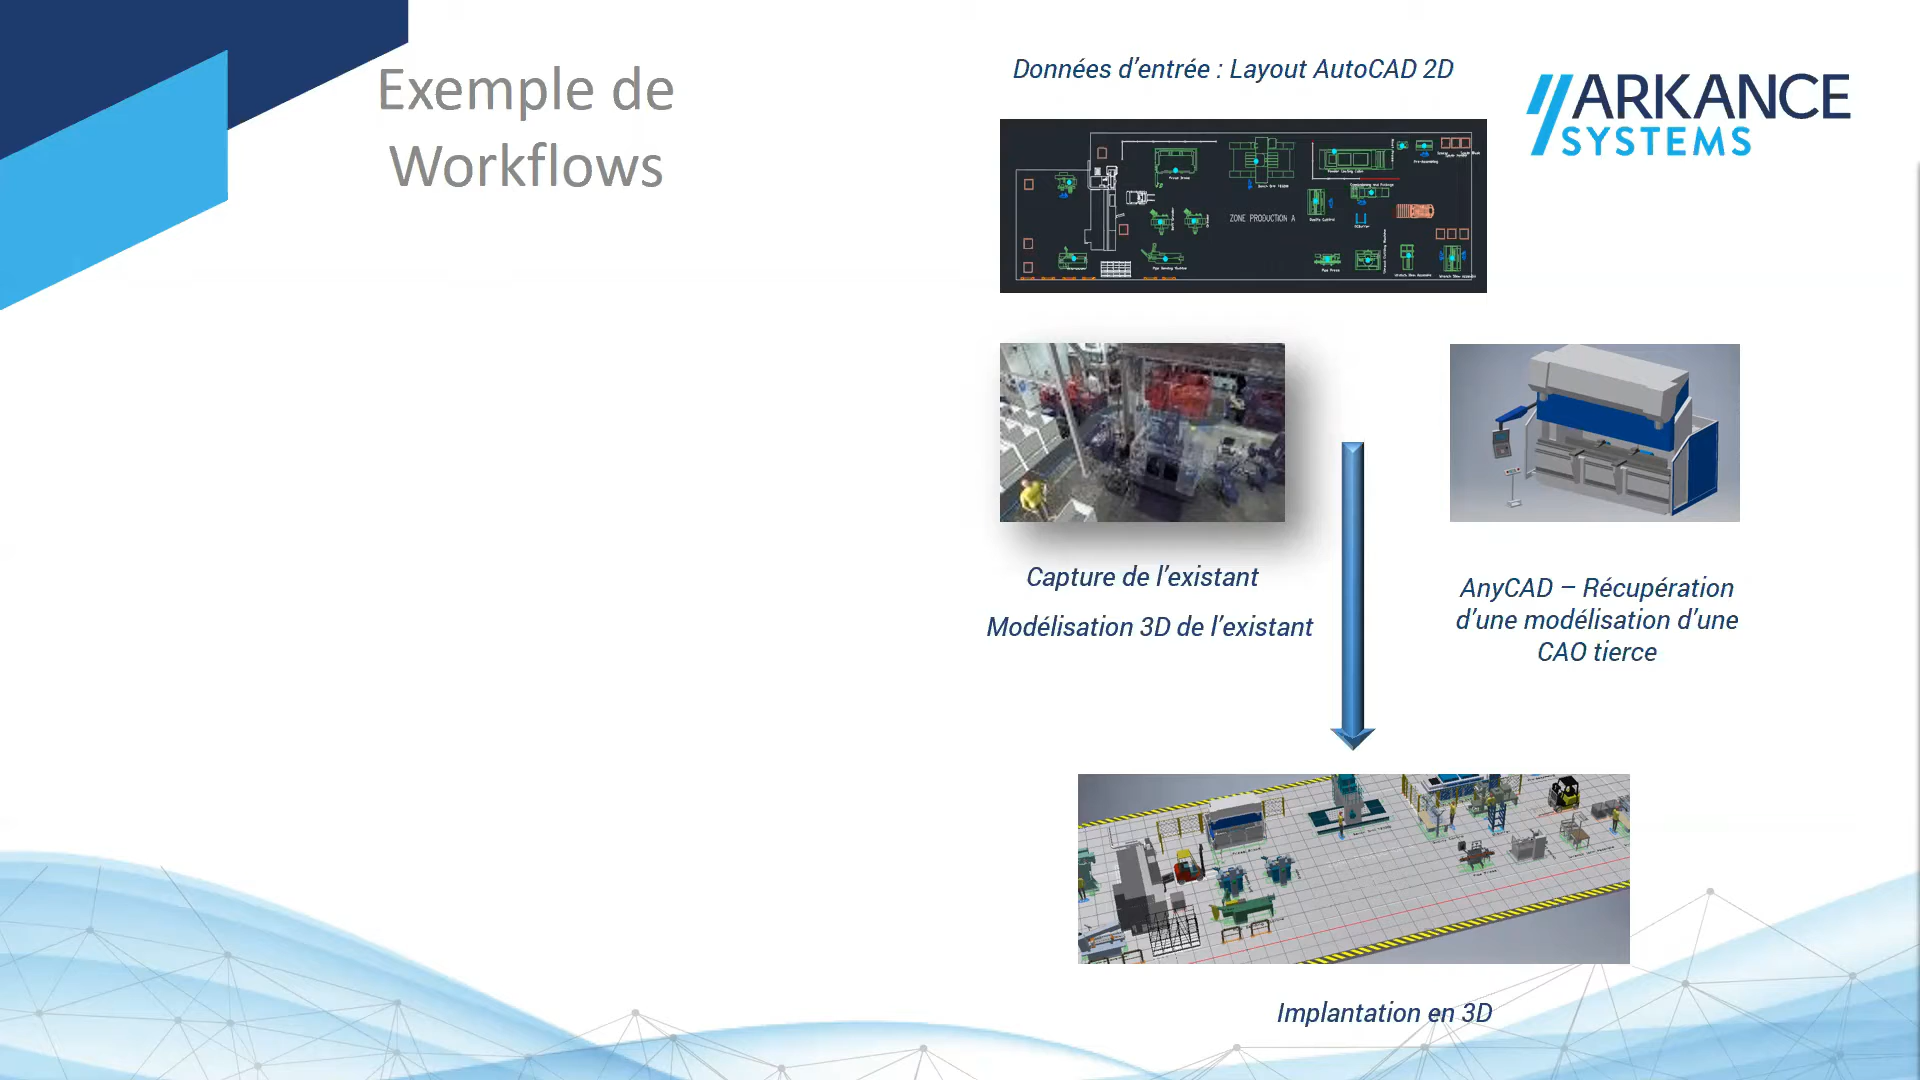 Exemple de
Workflows
Données d’entrée : Layout AutoCAD 2D
ARKANCE
SYSTEMS
ZONE PRODUCTION A
Capture de l’existant
Modélisation 3D de l’existant
AnyCAD – Récupération
d’une modélisation d’une
CAO tierce
Implantation en 3D